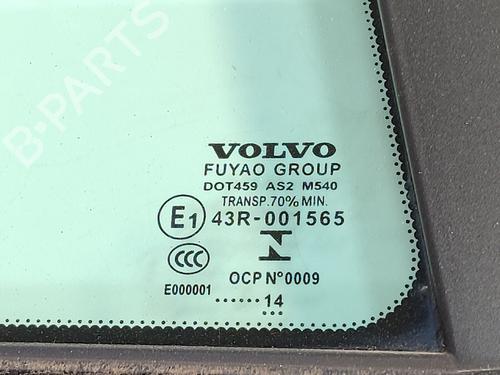 B-PARTS
VOLVO
FUYAO GROUP
DOT459 AS2 M540
TRANSP.70% MIN.
E1 43R-001565
CCC
N
E000001 OCP N°0009
...... 14
...